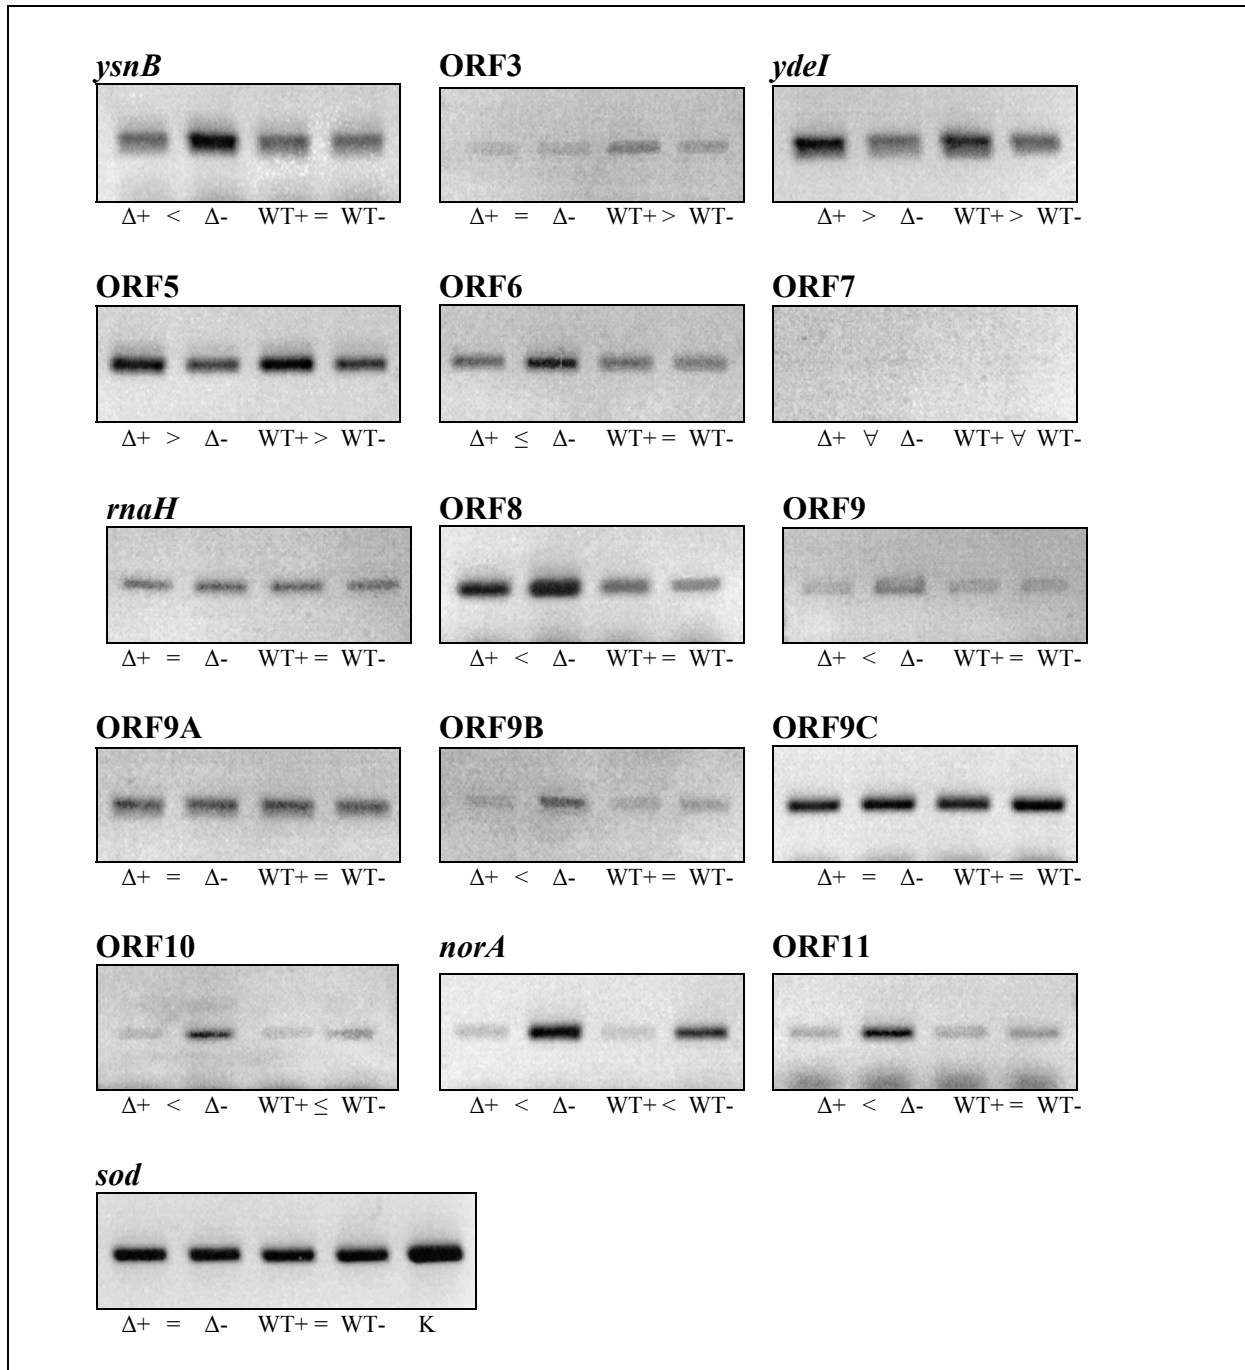 ysnB ORF3 ydeI
Δ+ < Δ- WT+ = WT- Δ+ = Δ- WT+ > WT- Δ+ > Δ- WT+ > WT-
ORF5 ORF6 ORF7
Δ+ > Δ- WT+ > WT- Δ+ ≤ Δ- WT+ = WT- Δ+ ∀ Δ- WT+ ∀ WT-
rnaH ORF8 ORF9
Δ+ = Δ- WT+ = WT- Δ+ < Δ- WT+ = WT- Δ+ < Δ- WT+ = WT-
ORF9A ORF9B ORF9C
Δ+ = Δ- WT+ = WT- Δ+ < Δ- WT+ = WT- Δ+ = Δ- WT+ = WT-
ORF10 norA ORF11
Δ+ < Δ- WT+ ≤ WT- Δ+ < Δ- WT+ < WT- Δ+ < Δ- WT+ = WT-
sod
Δ+ = Δ- WT+ = WT- K